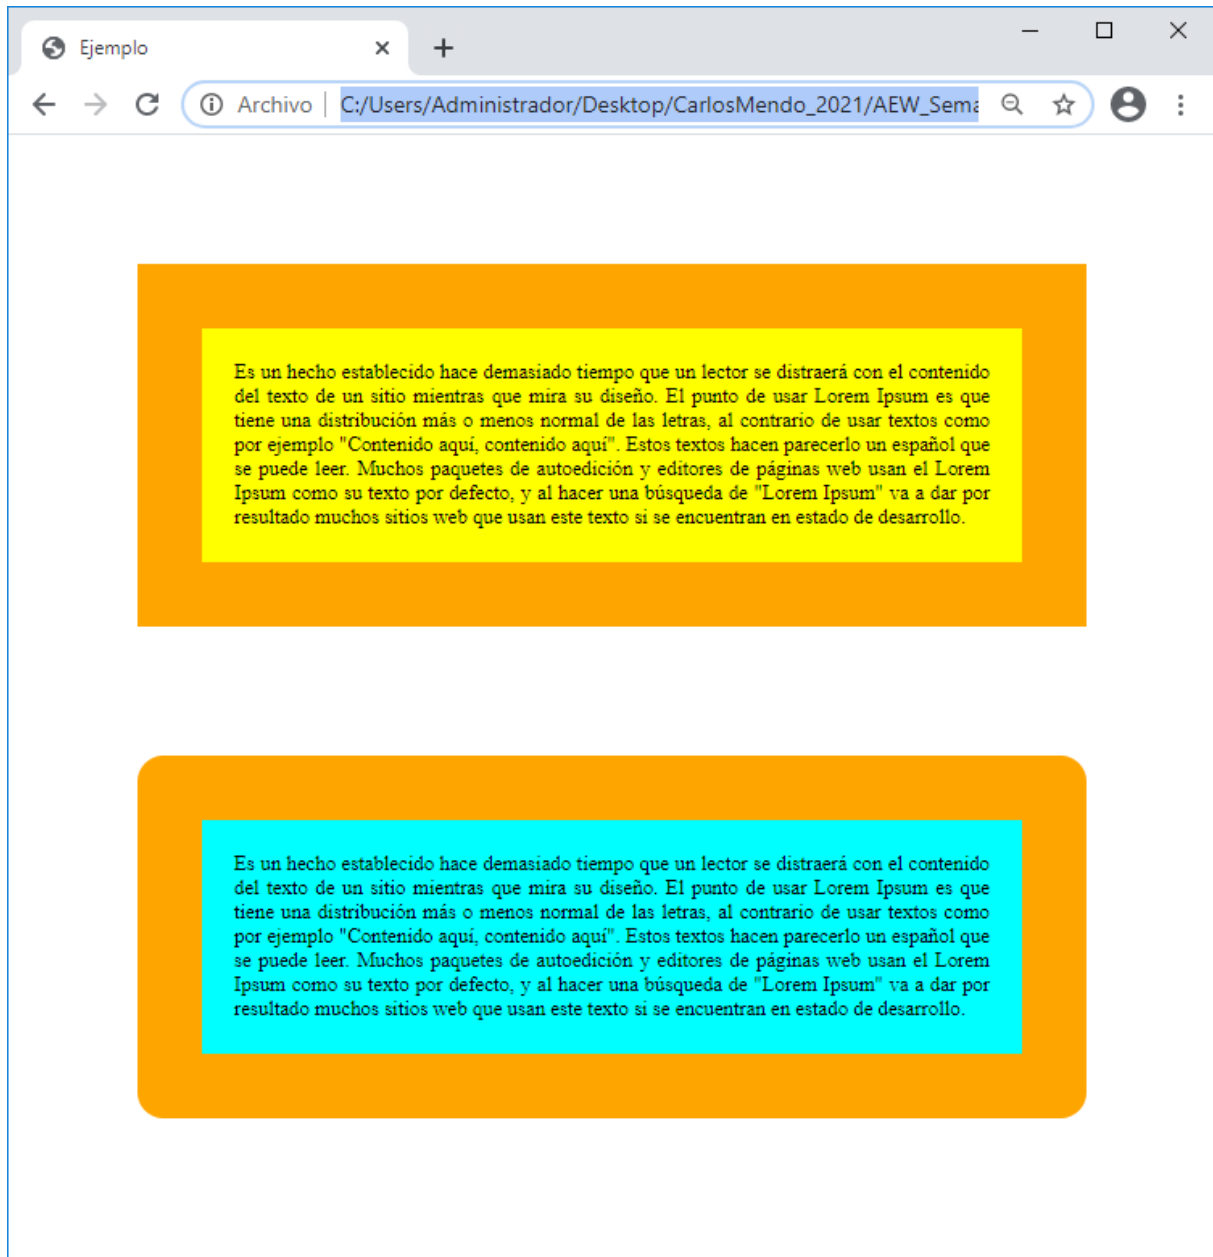 Ejemplo
Archivo C:/Users/Administrador/Desktop/CarlosMendo_2021/AEW_Sema
Es un hecho establecido hace demasiado tiempo que un lector se distraerá con el contenido
del texto de un sitio mientras que mira su diseño. El punto de usar Lorem Ipsum es que
tiene una distribución más o menos normal de las letras, al contrario de usar textos como
por ejemplo "Contenido aquí, contenido aquí". Estos textos hacen parecerlo un español que
se puede leer. Muchos paquetes de autoedición y editores de páginas web usan el Lorem
Ipsum como su texto por defecto, y al hacer una búsqueda de "Lorem Ipsum" va a dar por
resultado muchos sitios web que usan este texto si se encuentran en estado de desarrollo.
Es un hecho establecido hace demasiado tiempo que un lector se distraerá con el contenido
del texto de un sitio mientras que mira su diseño. El punto de usar Lorem Ipsum es que
tiene una distribución más o menos normal de las letras, al contrario de usar textos como
por ejemplo "Contenido aquí, contenido aquí". Estos textos hacen parecerlo un español que
se puede leer. Muchos paquetes de autoedición y editores de páginas web usan el Lorem
Ipsum como su texto por defecto, y al hacer una búsqueda de "Lorem Ipsum" va a dar por
resultado muchos sitios web que usan este texto si se encuentran en estado de desarrollo.